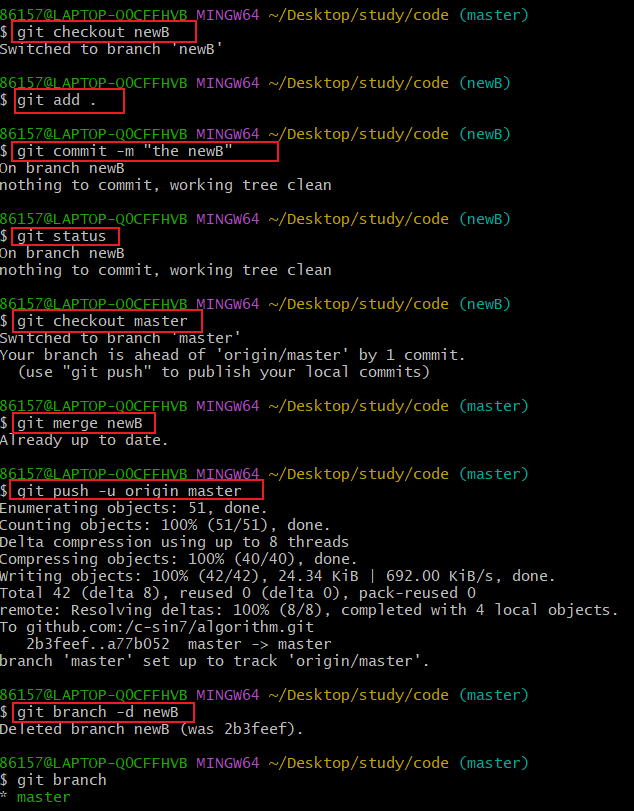 86157@LAPTOP-QOCFFHVB MINGW64 ~/Desktop/study/code (master)
$ git checkout newB
Switched to branch 'newB'
86157@LAPTOP-QOCFFHVB MINGW64 ~/Desktop/study/code (newB)
$ git add .
86157@LAPTOP-QOCFFHVB MINGW64 ~/Desktop/study/code (newB)
$ git commit -m "the newB"
On branch newB
nothing to commit, working tree clean
86157@LAPTOP-QOCFFHVB MINGW64 ~/Desktop/study/code (newB)
$ git status
On branch newB
nothing to commit, working tree clean
86157@LAPTOP-QOCFFHVB MINGW64 ~/Desktop/study/code (newB)
$ git checkout master
Switched to branch 'master'
Your branch is ahead of 'origin/master' by 1 commit.
  (use "git push" to publish your local commits)
86157@LAPTOP-QOCFFHVB MINGW64 ~/Desktop/study/code (master)
$ git merge newB
Already up to date.
86157@LAPTOP-QOCFFHVB MINGW64 ~/Desktop/study/code (master)
$ git push -u origin master
Enumerating objects: 51, done.
Counting objects: 100% (51/51), done.
Delta compression using up to 8 threads
Compressing objects: 100% (40/40), done.
Writing objects: 100% (42/42), 24.34 KiB | 692.00 KiB/s, done.
Total 42 (delta 8), reused 0 (delta 0), pack-reused 0
remote: Resolving deltas: 100% (8/8), completed with 4 local objects.
To github.com:/c-sin7/algorithm.git
   2b3feef..a77b052  master -> master
branch 'master' set up to track 'origin/master'.
86157@LAPTOP-QOCFFHVB MINGW64 ~/Desktop/study/code (master)
$ git branch -d newB
Deleted branch newB (was 2b3feef).
86157@LAPTOP-QOCFFHVB MINGW64 ~/Desktop/study/code (master)
$ git branch
* master